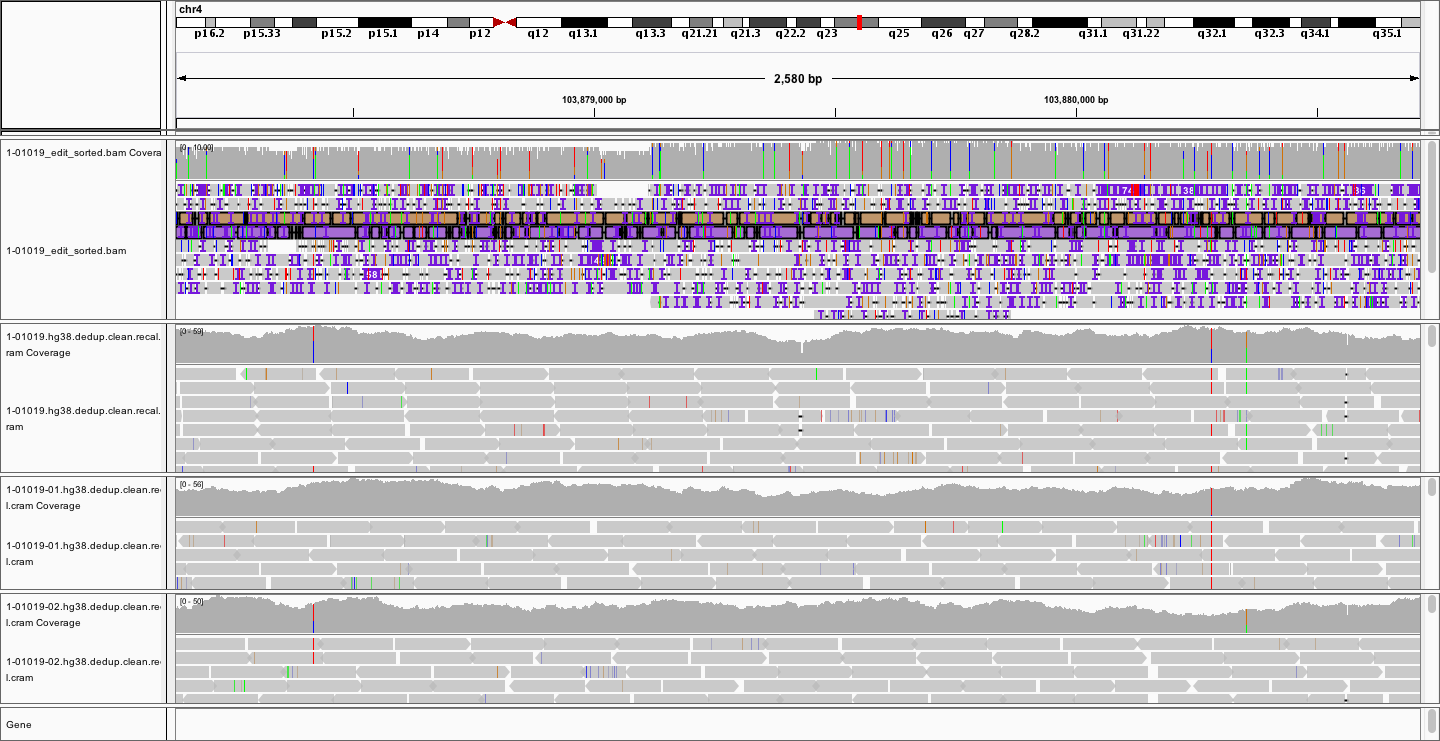 chr4
p16.2 p15.33 p15.2 p15.1 p14 p12 q12 q13.1 q13.3 q21.21 q21.3 q22.2 q23 q25 q26 q27 q28.2 q31.1 q31.22 q32.1 q32.3 q34.1 q35.1
2,580 bp
103,879,000 bp 103,880,000 bp
1-01019_edit_sorted.bam Covera
[0 - 10.00]
1-01019_edit_sorted.bam
1-01019.hg38.dedup.clean.recal.
ram Coverage
[0 - 59]
1-01019.hg38.dedup.clean.recal.
ram
1-01019-01.hg38.dedup.clean.re
l.cram Coverage
[0 - 56]
1-01019-01.hg38.dedup.clean.re
l.cram
1-01019-02.hg38.dedup.clean.re
l.cram Coverage
[0 - 50]
1-01019-02.hg38.dedup.clean.re
l.cram
Gene